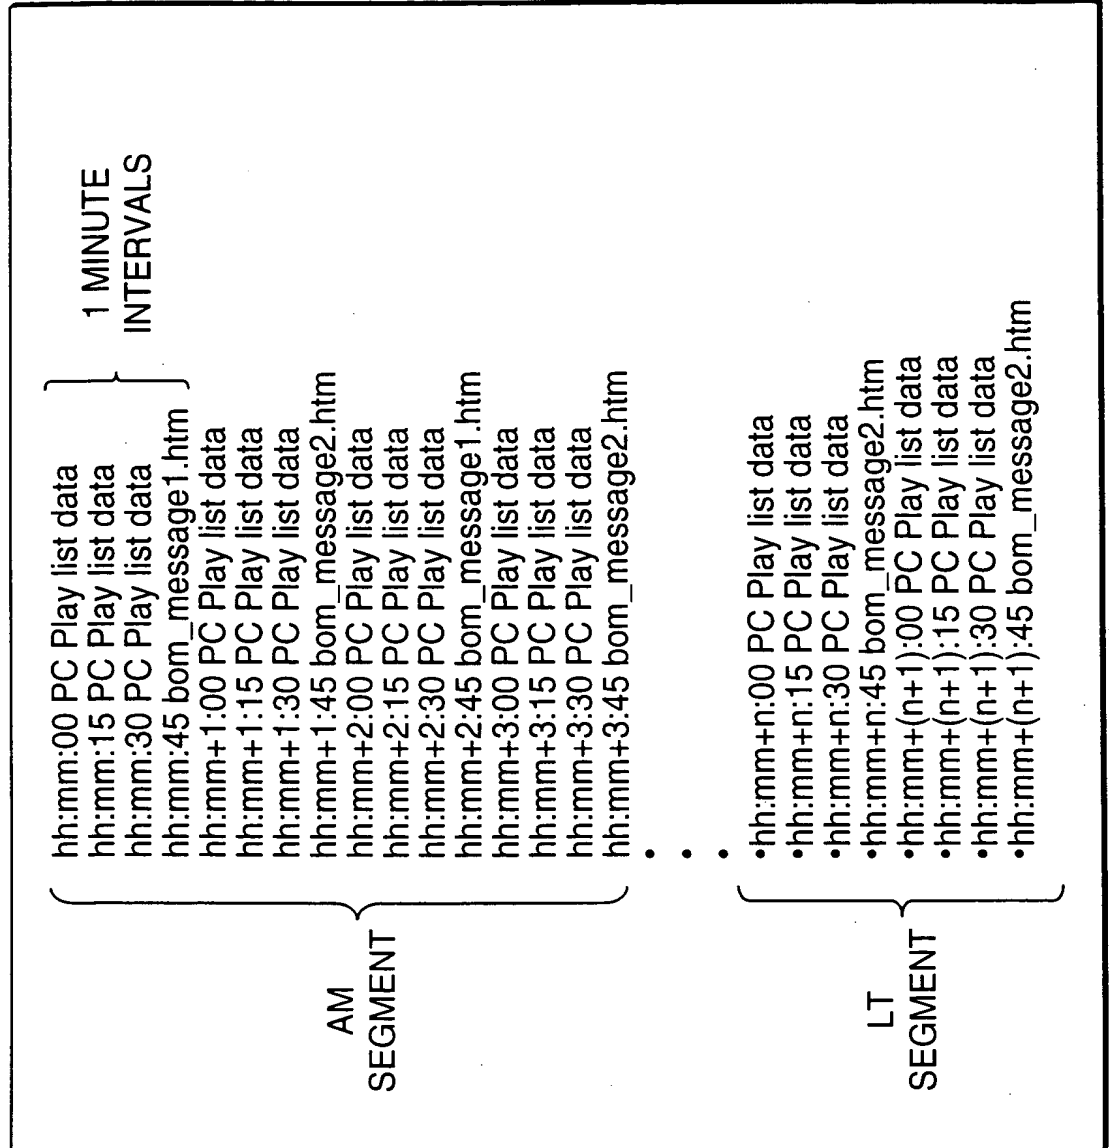 hh:mm:00 PC Play list data
hh:mm:15 PC Play list data
hh:mm:30 PC Play list data
hh:mm:45 bom_message1.htm
1 MINUTE
INTERVALS
hh:mm+1:00 PC Play list data
hh:mm+1:15 PC Play list data
hh:mm+1:30 PC Play list data
hh:mm+1:45 bom_message2.htm
hh:mm+2:00 PC Play list data
hh:mm+2:15 PC Play list data
hh:mm+2:30 PC Play list data
hh:mm+2:45 bom_message1.htm
hh:mm+3:00 PC Play list data
hh:mm+3:15 PC Play list data
hh:mm+3:30 PC Play list data
hh:mm+3:45 bom_message2.htm
AM
SEGMENT
•
•
•
•hh:mm+n:00 PC Play list data
•hh:mm+n:15 PC Play list data
•hh:mm+n:30 PC Play list data
•hh:mm+n:45 bom_message2.htm
•hh:mm+(n+1):00 PC Play list data
•hh:mm+(n+1):15 PC Play list data
•hh:mm+(n+1):30 PC Play list data
•hh:mm+(n+1):45 bom_message2.htm
LT
SEGMENT